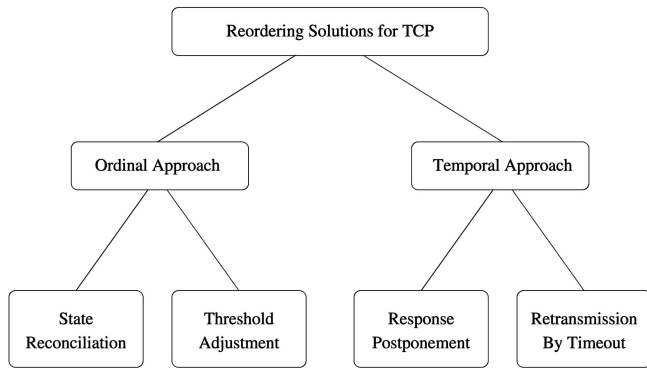 Reordering Solutions for TCP
Ordinal Approach
Temporal Approach
State
Reconciliation
Threshold
Adjustment
Response
Postponement
Retransmission
By Timeout